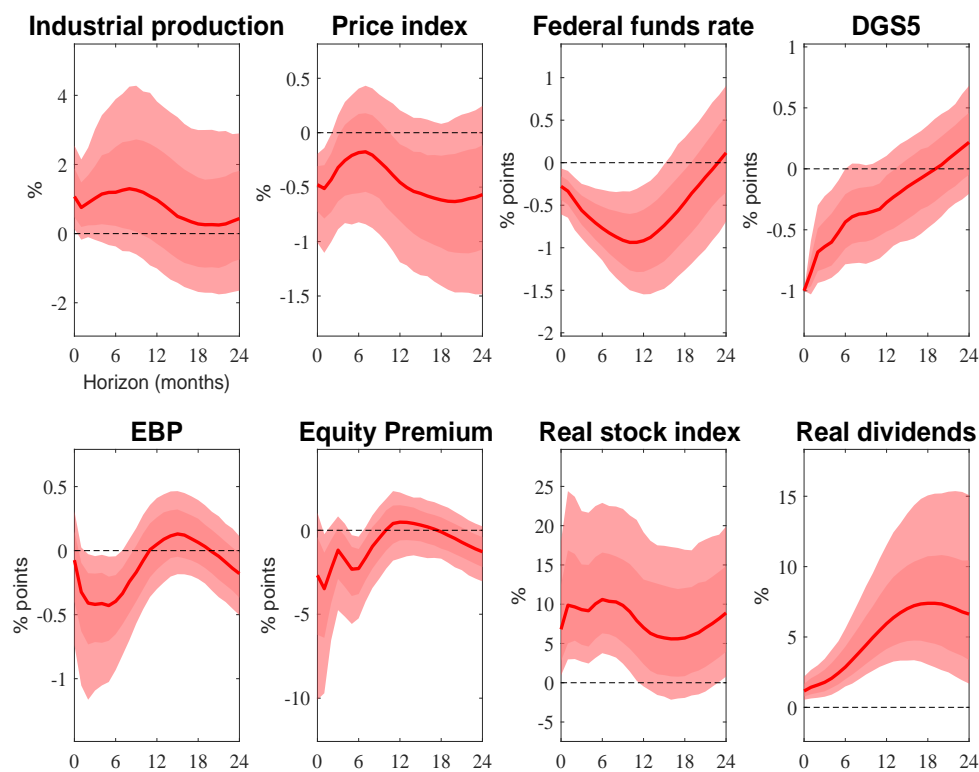 Industrial production
Price index
Federal funds rate
DGS5
%
4
2
0
-2
0 6 12 18 24
Horizon (months)
%
0.5
0
-0.5
-1
-1.5
0 6 12 18 24
% points
1
0.5
0
-0.5
-1
-1.5
-2
0 6 12 18 24
% points
1
0.5
0
-0.5
-1
0 6 12 18 24
EBP
Equity Premium
Real stock index
Real dividends
% points
0.5
0
-0.5
-1
0 6 12 18 24
% points
0
-5
-10
0 6 12 18 24
%
25
20
15
10
5
0
-5
0 6 12 18 24
%
15
10
5
0
0 6 12 18 24